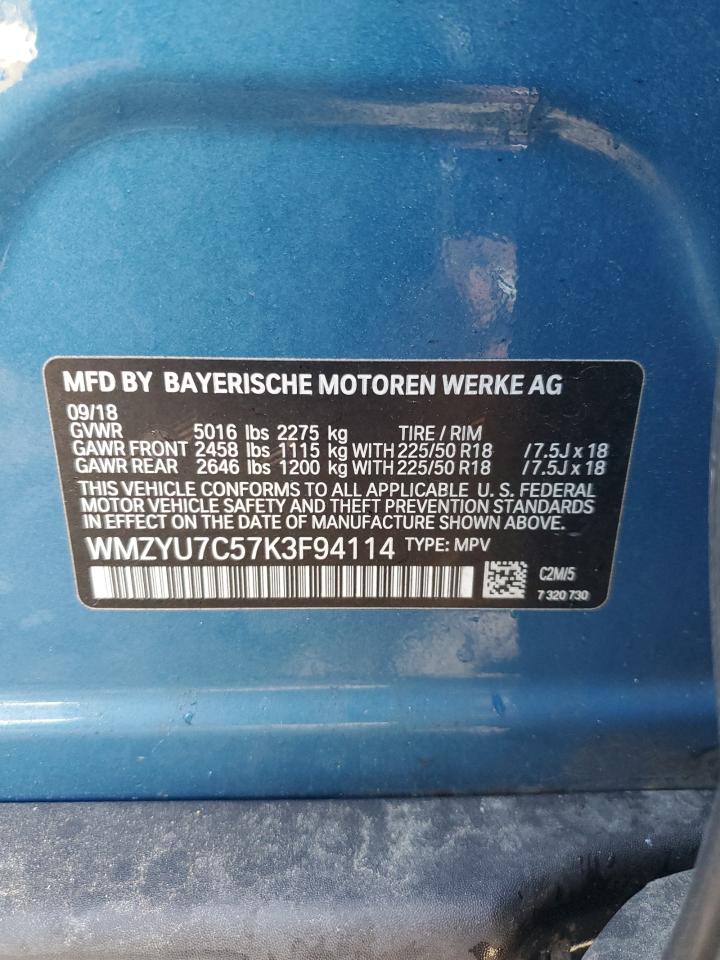 MFD BY BAYERISCHE MOTOREN WERKE AG
09/18
GVWR 5016 lbs 2275 kg TIRE / RIM
GAWR FRONT 2458 lbs 1115 kg WITH 225/50 R18 /7.5J x 18
GAWR REAR 2646 lbs 1200 kg WITH 225/50 R18 /7.5J x 18
THIS VEHICLE CONFORMS TO ALL APPLICABLE U. S. FEDERAL
MOTOR VEHICLE SAFETY AND THEFT PREVENTION STANDARDS
IN EFFECT ON THE DATE OF MANUFACTURE SHOWN ABOVE.
WMZYU7C57K3F94114 TYPE: MPV
C2M/5
7 320 730